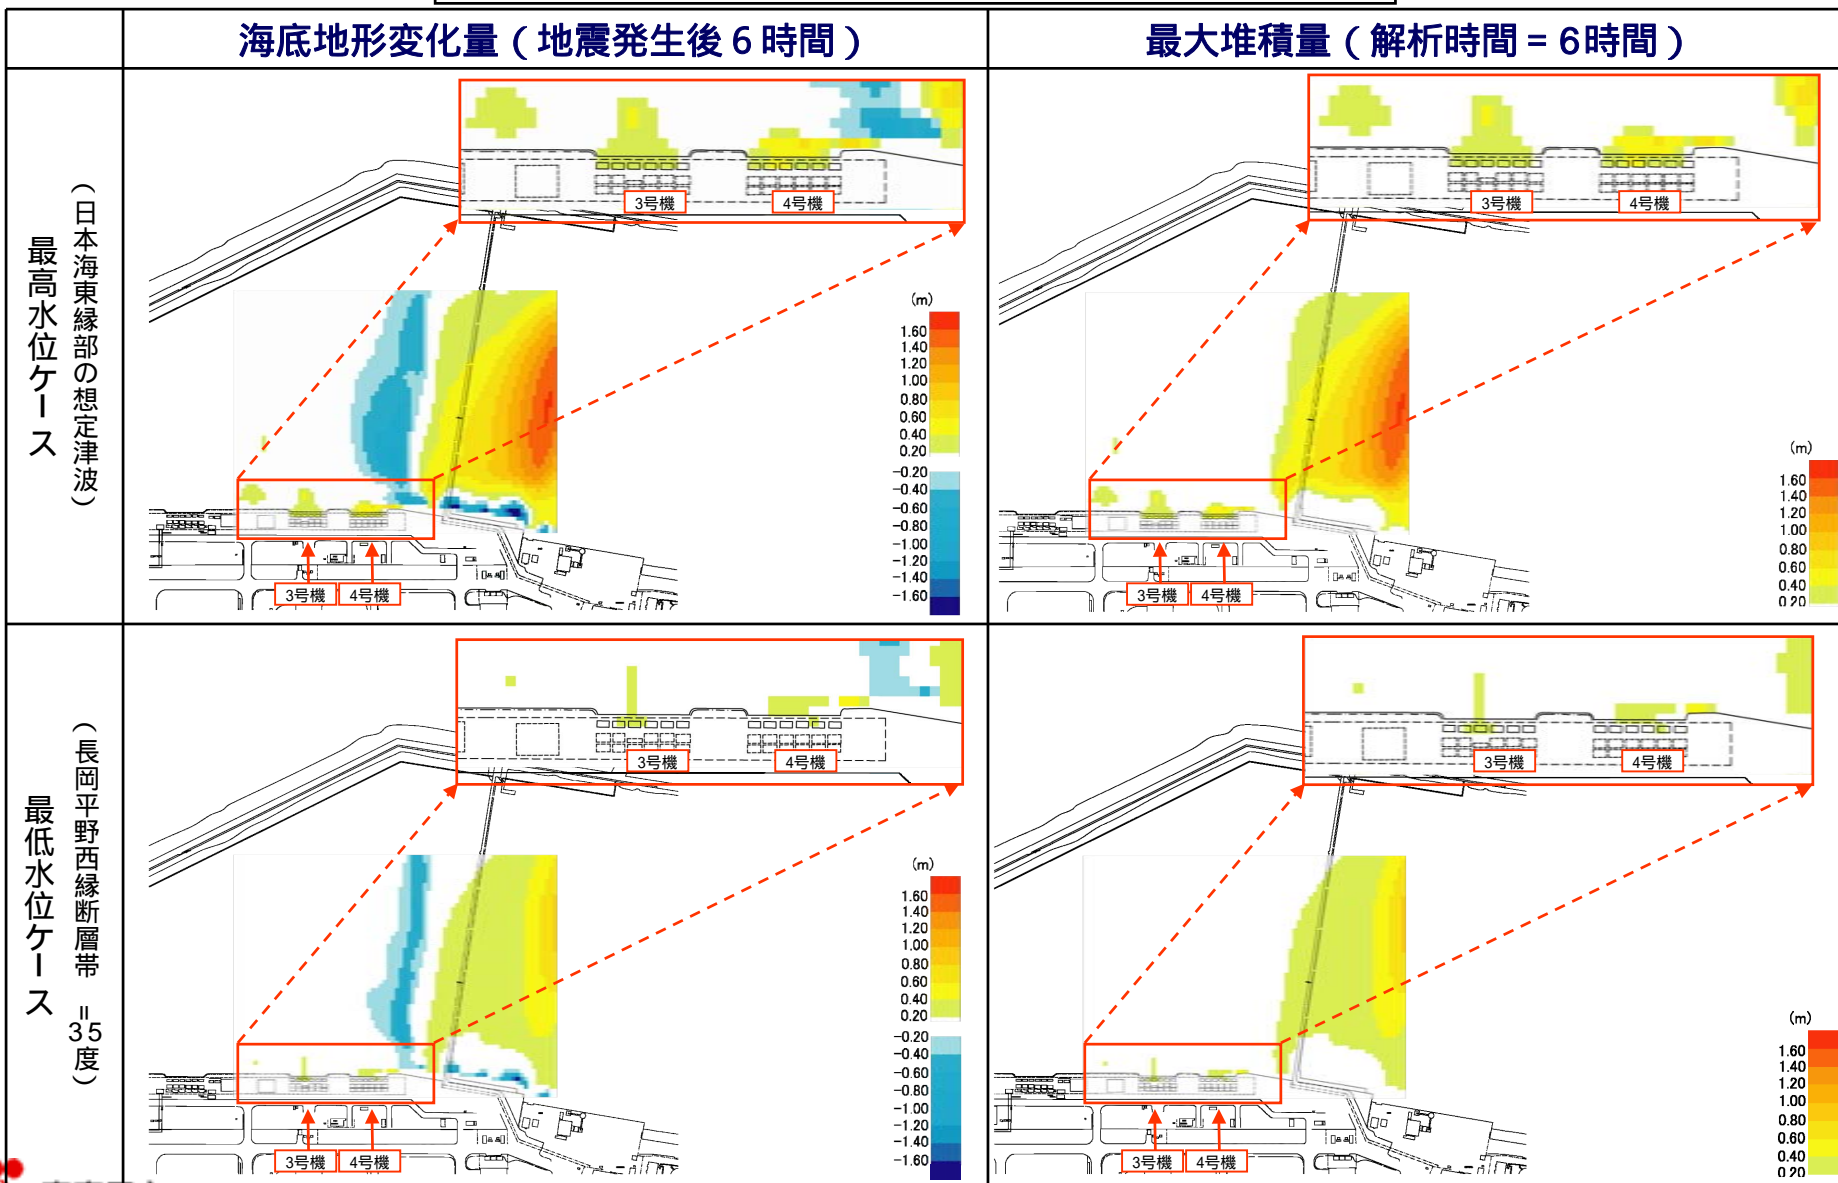 海底地形変化量（地震発生後６時間）
最大堆積量（解析時間＝6時間）
最高水位ケース
（日本海東縁部の想定津波）
3号機
4号機
(m)
1.60
1.40
1.20
1.00
0.80
0.60
0.40
0.20
-0.20
-0.40
-0.60
-0.80
-1.00
-1.20
-1.40
-1.60
3号機
4号機
3号機
4号機
(m)
1.60
1.40
1.20
1.00
0.80
0.60
0.40
0.20
3号機
4号機
最低水位ケース
（長岡平野西縁断層帯　＝35度）
3号機
4号機
(m)
1.60
1.40
1.20
1.00
0.80
0.60
0.40
0.20
-0.20
-0.40
-0.60
-0.80
-1.00
-1.20
-1.40
-1.60
3号機
4号機
3号機
4号機
(m)
1.60
1.40
1.20
1.00
0.80
0.60
0.40
0.20
3号機
4号機